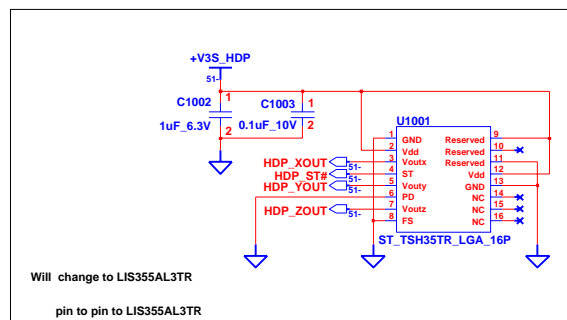 +V3S_HDP
51-
C1002 1 C1003 1
1uF_6.3V 2 0.1uF_10V 2
U1001
1 GND Reserved 9
2 Vdd Reserved 10
HDP_XOUT 51- 3 Voutx Reserved 11
HDP_ST# 51- 4 ST Vdd 12
HDP_YOUT 51- 5 Vouty GND 13
6 PD NC 14
HDP_ZOUT 51- 7 Voutz NC 15
8 FS NC 16
ST_TSH35TR_LGA_16P
Will change to LIS355AL3TR
pin to pin to LIS355AL3TR